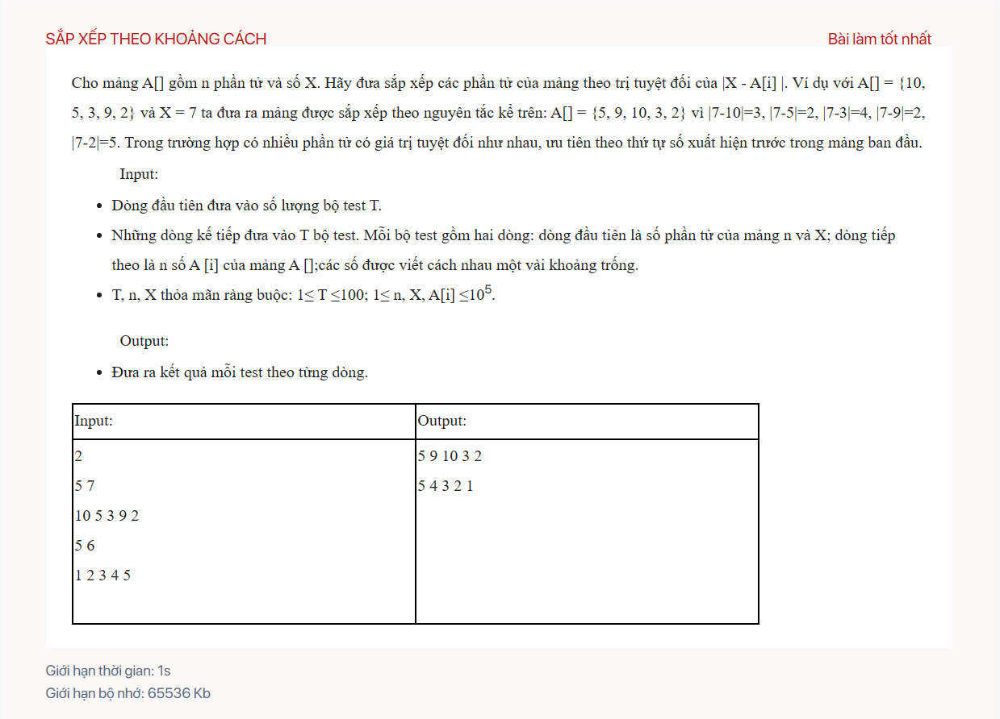 SẮP XẾP THEO KHOẢNG CÁCH
Bài làm tốt nhất
Cho mảng A[] gồm n phần tử và số X. Hãy đưa sắp xếp các phần tử của mảng theo trị tuyệt đối của |X - A[i] |. Ví dụ với A[] = {10,
5, 3, 9, 2} và X = 7 ta đưa ra mảng được sắp xếp theo nguyên tắc kể trên: A[] = {5, 9, 10, 3, 2} vì |7-10|=3, |7-5|=2, |7-3|=4, |7-9|=2,
|7-2|=5. Trong trường hợp có nhiều phần tử có giá trị tuyệt đối như nhau, ưu tiên theo thứ tự số xuất hiện trước trong mảng ban đầu.
Input:
• Dòng đầu tiên đưa vào số lượng bộ test T.
• Những dòng kế tiếp đưa vào T bộ test. Mỗi bộ test gồm hai dòng: dòng đầu tiên là số phần tử của mảng n và X; dòng tiếp
theo là n số A [i] của mảng A [];các số được viết cách nhau một vài khoảng trống.
• T, n, X thỏa mãn ràng buộc: 1≤ T ≤100; 1≤ n, X, A[i] ≤10⁵.
Output:
• Đưa ra kết quả mỗi test theo từng dòng.
Input:
Output:
2
5 7
10 5 3 9 2
5 6
1 2 3 4 5
5 9 10 3 2
5 4 3 2 1
Giới hạn thời gian: 1s
Giới hạn bộ nhớ: 65536 Kb